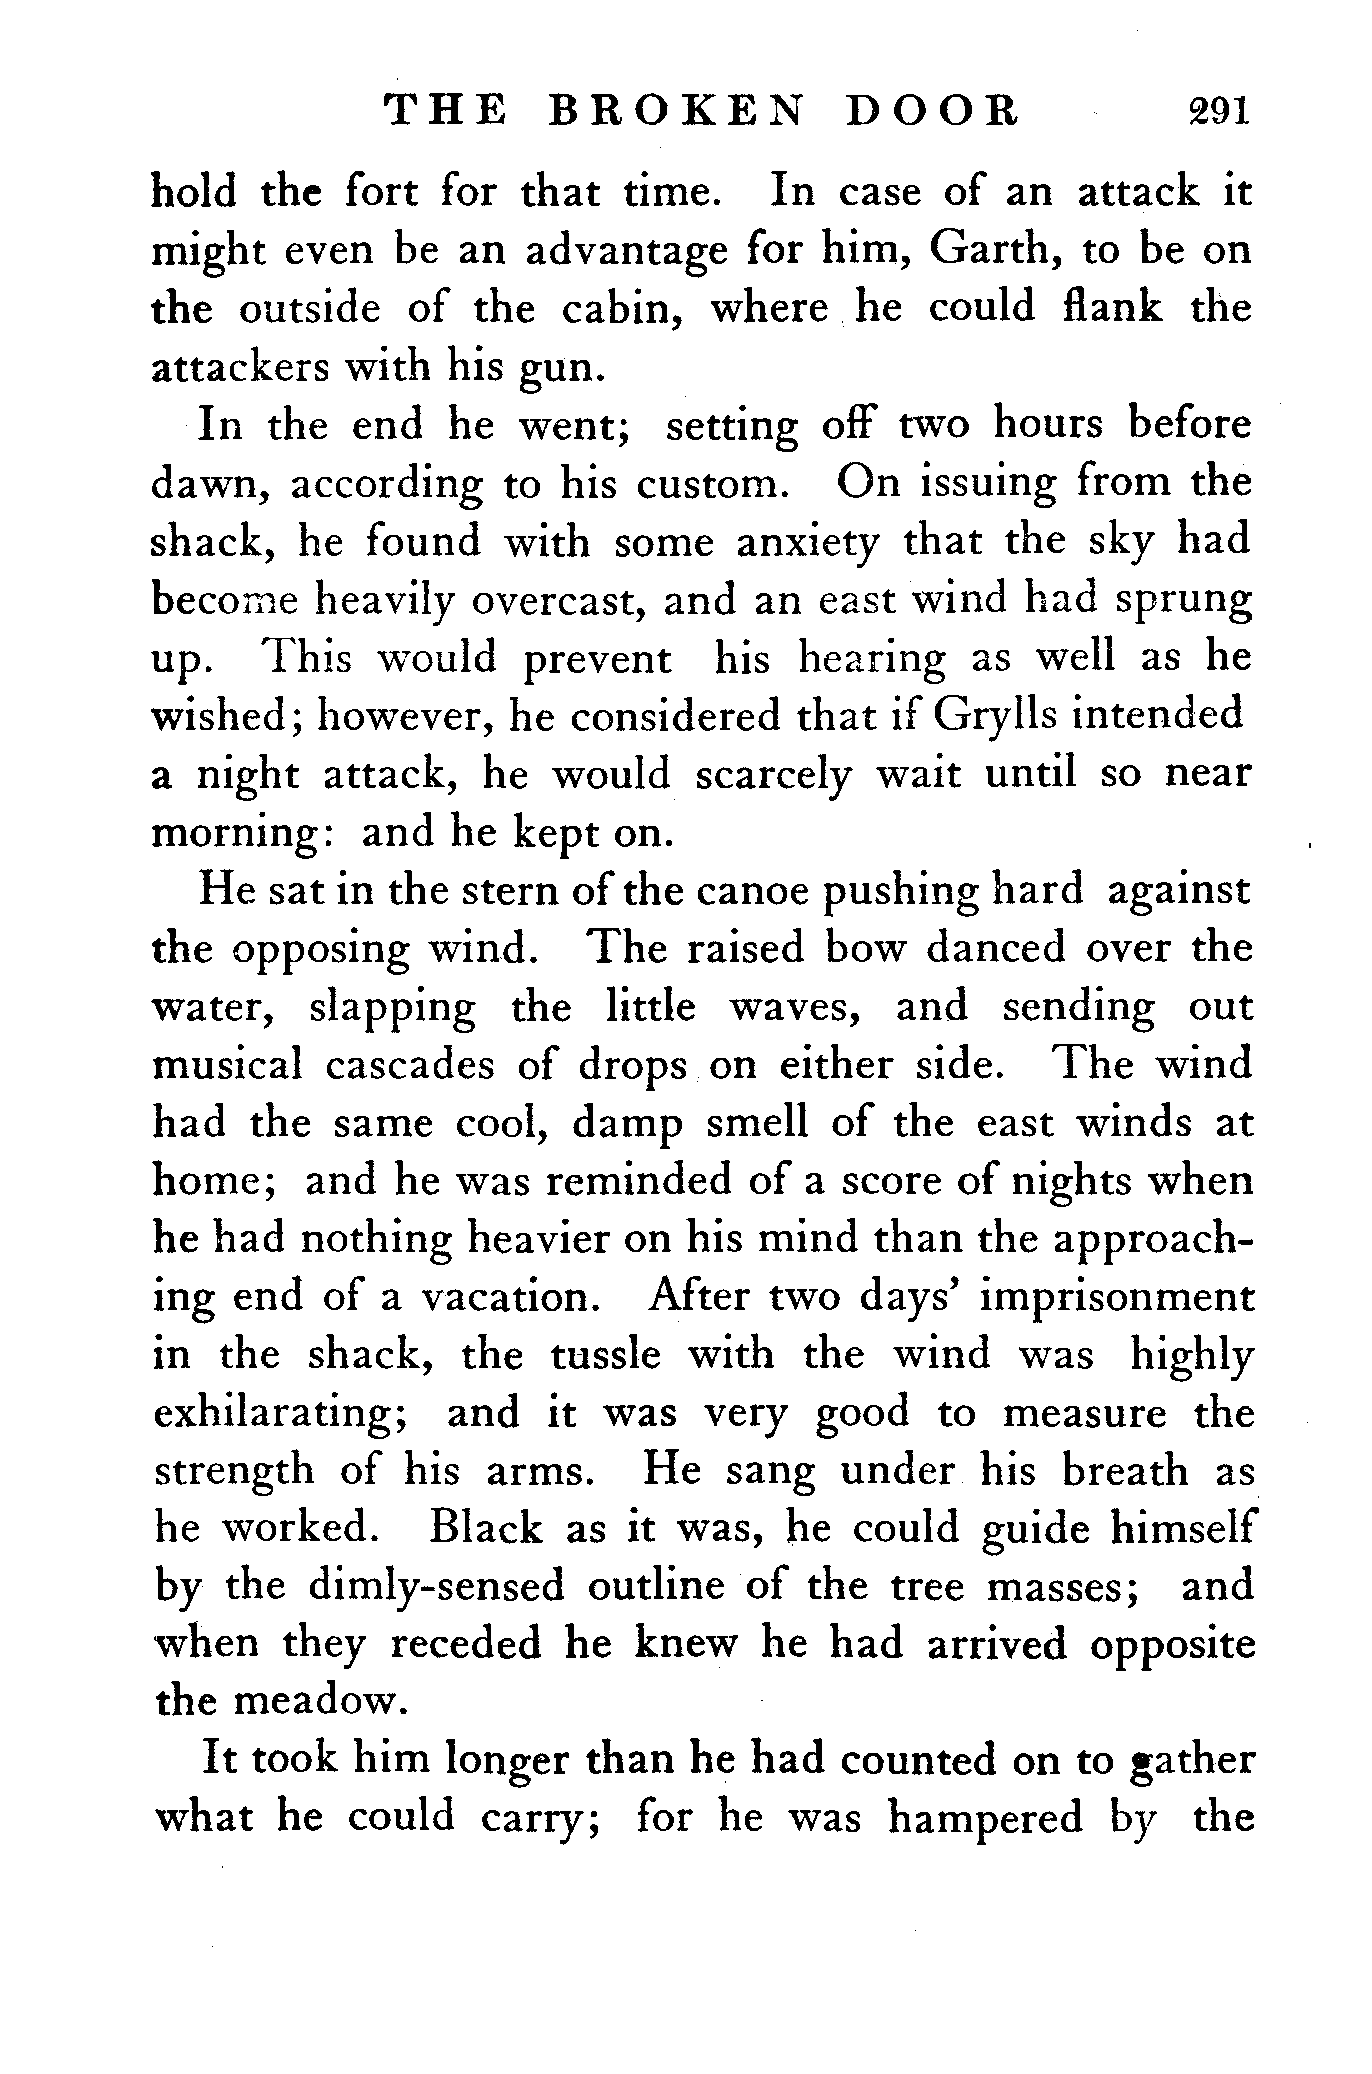 THE BROKEN DOOR 291
hold the fort for that time. In case of an attack it
might even be an advantage for him, Garth, to be on
the outside of the cabin, where he could flank the
attackers with his gun.
In the end he went; setting off two hours before
dawn, according to his custom. On issuing from the
shack, he found with some anxiety that the sky had
become heavily overcast, and an east wind had sprung
up. This would prevent his hearing as well as he
wished; however, he considered that if Grylls intended
a night attack, he would scarcely wait until so near
morning: and he kept on.
He sat in the stern of the canoe pushing hard against
the opposing wind. The raised bow danced over the
water, slapping the little waves, and sending out
musical cascades of drops on either side. The wind
had the same cool, damp smell of the east winds at
home; and he was reminded of a score of nights when
he had nothing heavier on his mind than the approach-
ing end of a vacation. After two days' imprisonment
in the shack, the tussle with the wind was highly
exhilarating; and it was very good to measure the
strength of his arms. He sang under his breath as
he worked. Black as it was, he could guide himself
by the dimly-sensed outline of the tree masses; and
when they receded he knew he had arrived opposite
the meadow.
It took him longer than he had counted on to gather
what he could carry; for he was hampered by the